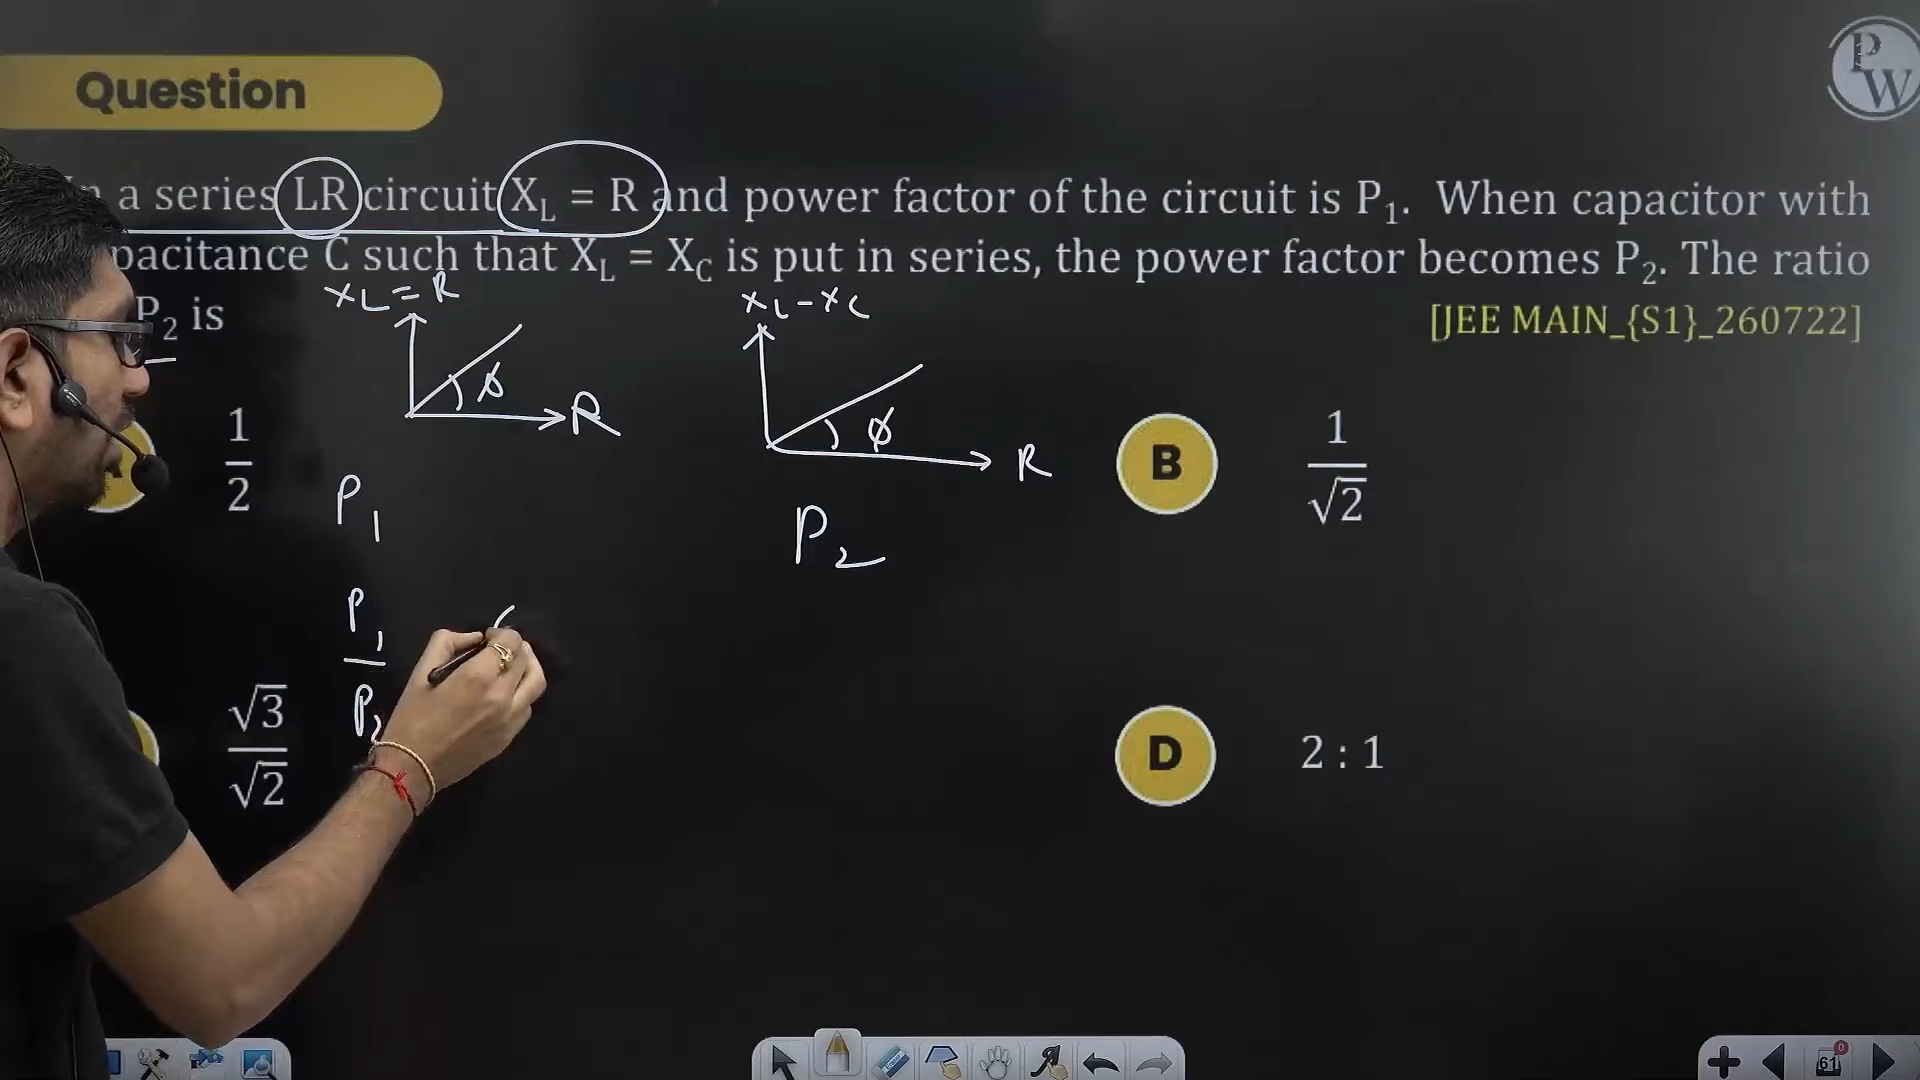 Question
PW
a series LR circuit X_L = R and power factor of the circuit is P_1. When capacitor with
pacitance C such that X_L = X_C is put in series, the power factor becomes P_2. The ratio
P_2 is
[JEE MAIN_{S1}_260722]
X_L = R
X_L - X_C
ϕ
R
ϕ
R
1/2
B 1/√2
P_1
P_2
P_1/P_2
√3/√2
D 2 : 1
61
0